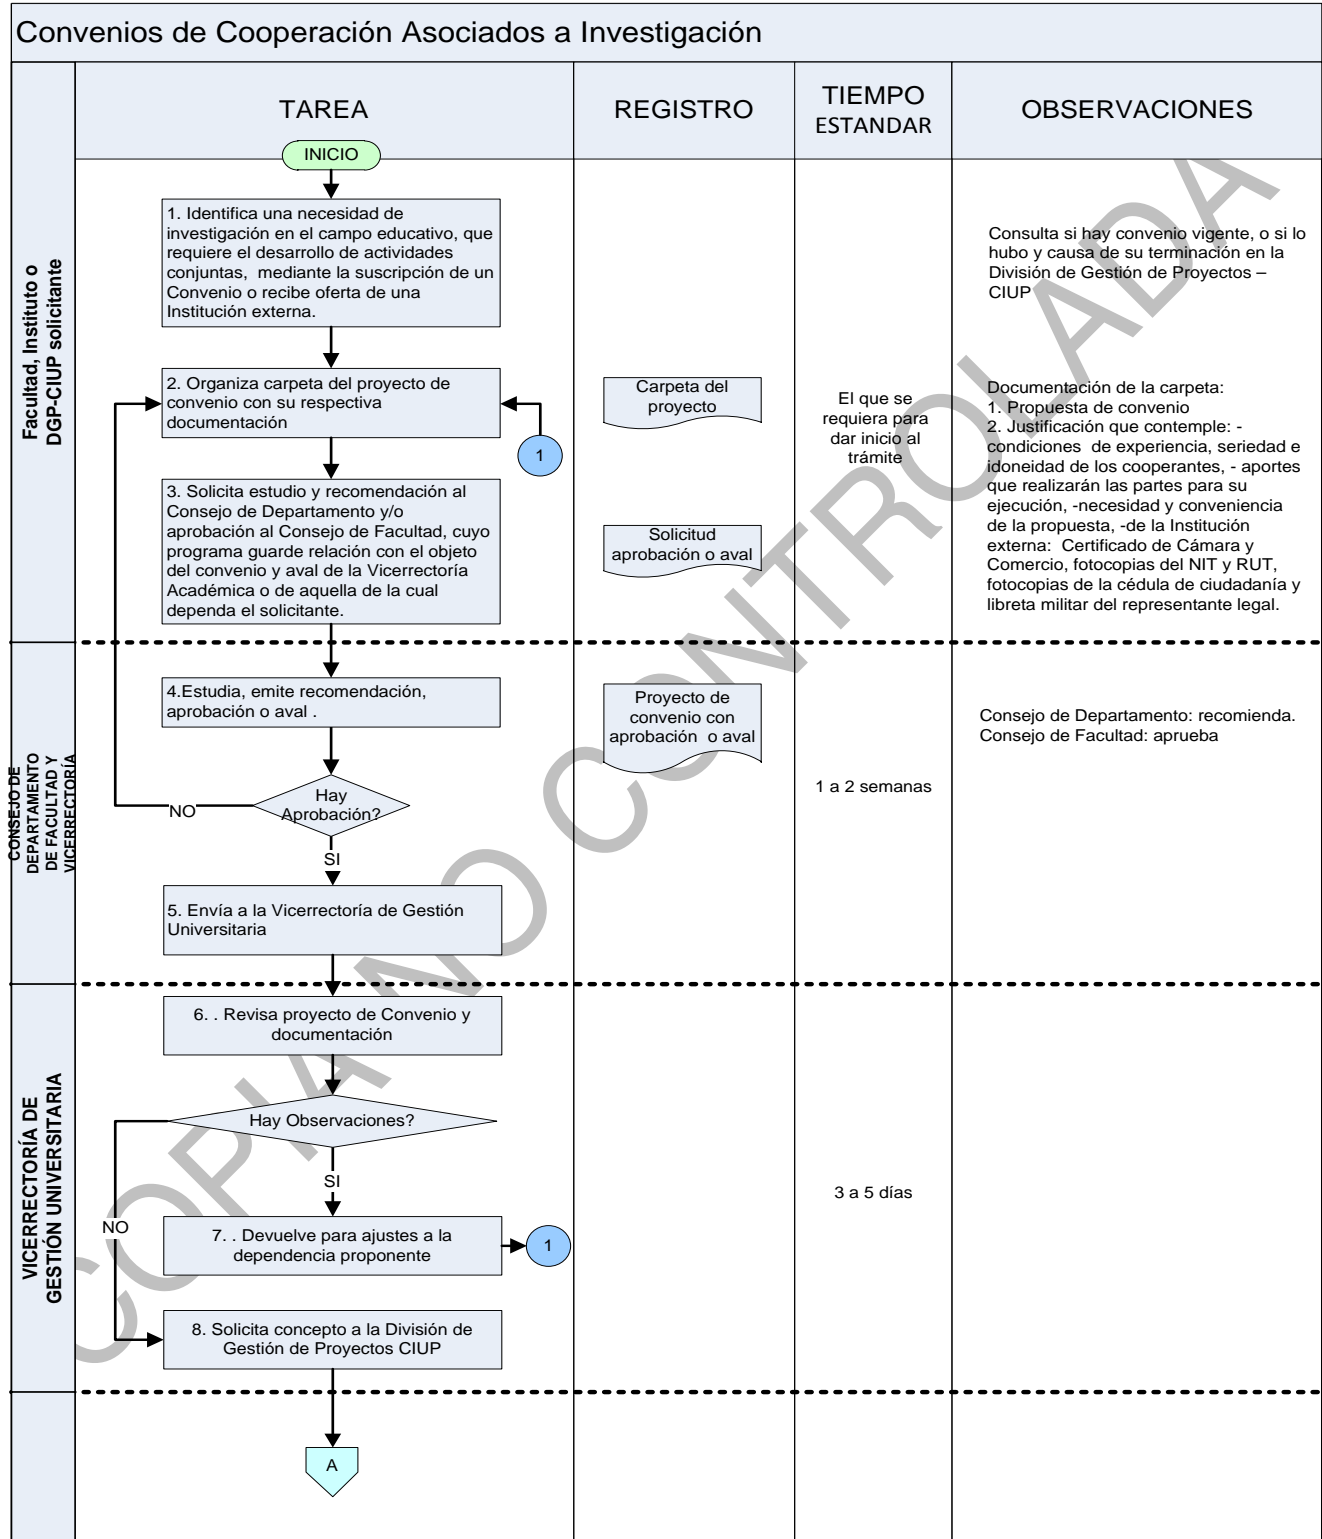 Convenios de Cooperación Asociados a Investigación
TAREA
REGISTRO
TIEMPO
ESTANDAR
OBSERVACIONES
Facultad, Instituto o
DGP-CIUP solicitante
INICIO
1. Identifica una necesidad de
investigación en el campo educativo, que
requiere el desarrollo de actividades
conjuntas, mediante la suscripción de un
Convenio o recibe oferta de una
Institución externa.
Consulta si hay convenio vigente, o si lo
hubo y causa de su terminación en la
División de Gestión de Proyectos –
CIUP
2. Organiza carpeta del proyecto de
convenio con su respectiva
documentación
1
Carpeta del
proyecto
El que se
requiera para
dar inicio al
trámite
Documentación de la carpeta:
1. Propuesta de convenio
2. Justificación que contemple: -
condiciones de experiencia, seriedad e
idoneidad de los cooperantes, - aportes
que realizarán las partes para su
ejecución, -necesidad y conveniencia
de la propuesta, -de la Institución
externa: Certificado de Cámara y
Comercio, fotocopias del NIT y RUT,
fotocopias de la cédula de ciudadanía y
libreta militar del representante legal.
3. Solicita estudio y recomendación al
Consejo de Departamento y/o
aprobación al Consejo de Facultad, cuyo
programa guarde relación con el objeto
del convenio y aval de la Vicerrectoría
Académica o de aquella de la cual
dependa el solicitante.
Solicitud
aprobación o aval
CONSEJO DE
DEPARTAMENTO
DE FACULTAD Y
VICERRECTORÍA
4.Estudia, emite recomendación,
aprobación o aval .
Proyecto de
convenio con
aprobación o aval
Consejo de Departamento: recomienda.
Consejo de Facultad: aprueba
1 a 2 semanas
Hay
Aprobación?
NO
SI
5. Envía a la Vicerrectoría de Gestión
Universitaria
VICERRECTORÍA DE
GESTIÓN UNIVERSITARIA
6. . Revisa proyecto de Convenio y
documentación
Hay Observaciones?
SI
NO
3 a 5 días
7. . Devuelve para ajustes a la
dependencia proponente
1
8. Solicita concepto a la División de
Gestión de Proyectos CIUP
A
COPIA NO CONTROLADA